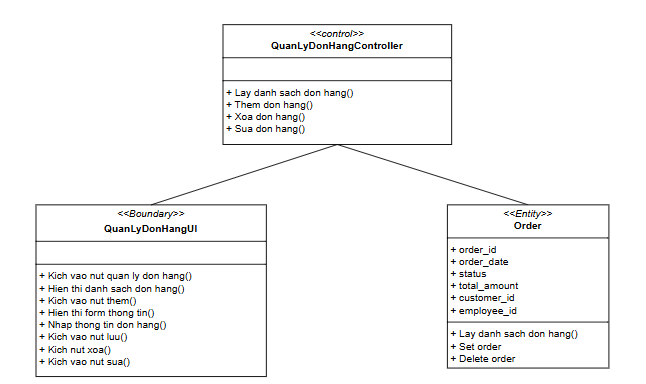 <<control>>
QuanLyDonHangController
+ Lay danh sach don hang()
+ Them don hang()
+ Xoa don hang()
+ Sua don hang()
<<Boundary>>
QuanLyDonHangUI
+ Kich vao nut quan ly don hang()
+ Hien thi danh sach don hang()
+ Kich vao nut them()
+ Hien thi form thong tin()
+ Nhap thong tin don hang()
+ Kich vao nut luu()
+ Kich nut xoa()
+ Kich vao nut sua()
<<Entity>>
Order
+ order_id
+ order_date
+ status
+ total_amount
+ customer_id
+ employee_id
+ Lay danh sach don hang()
+ Set order
+ Delete order